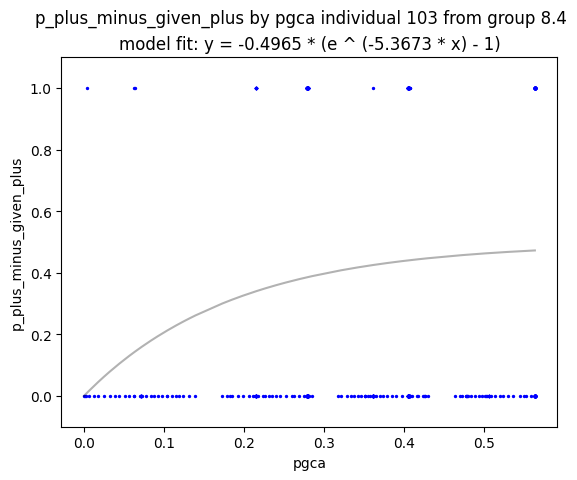 p_plus_minus_given_plus by pgca individual 103 from group 8.4
model fit: y = -0.4965 * (e ^ (-5.3673 * x) - 1)
1.0
0.8
0.6
0.4
0.2
0.0
p_plus_minus_given_plus
0.0 0.1 0.2 0.3 0.4 0.5
pgca